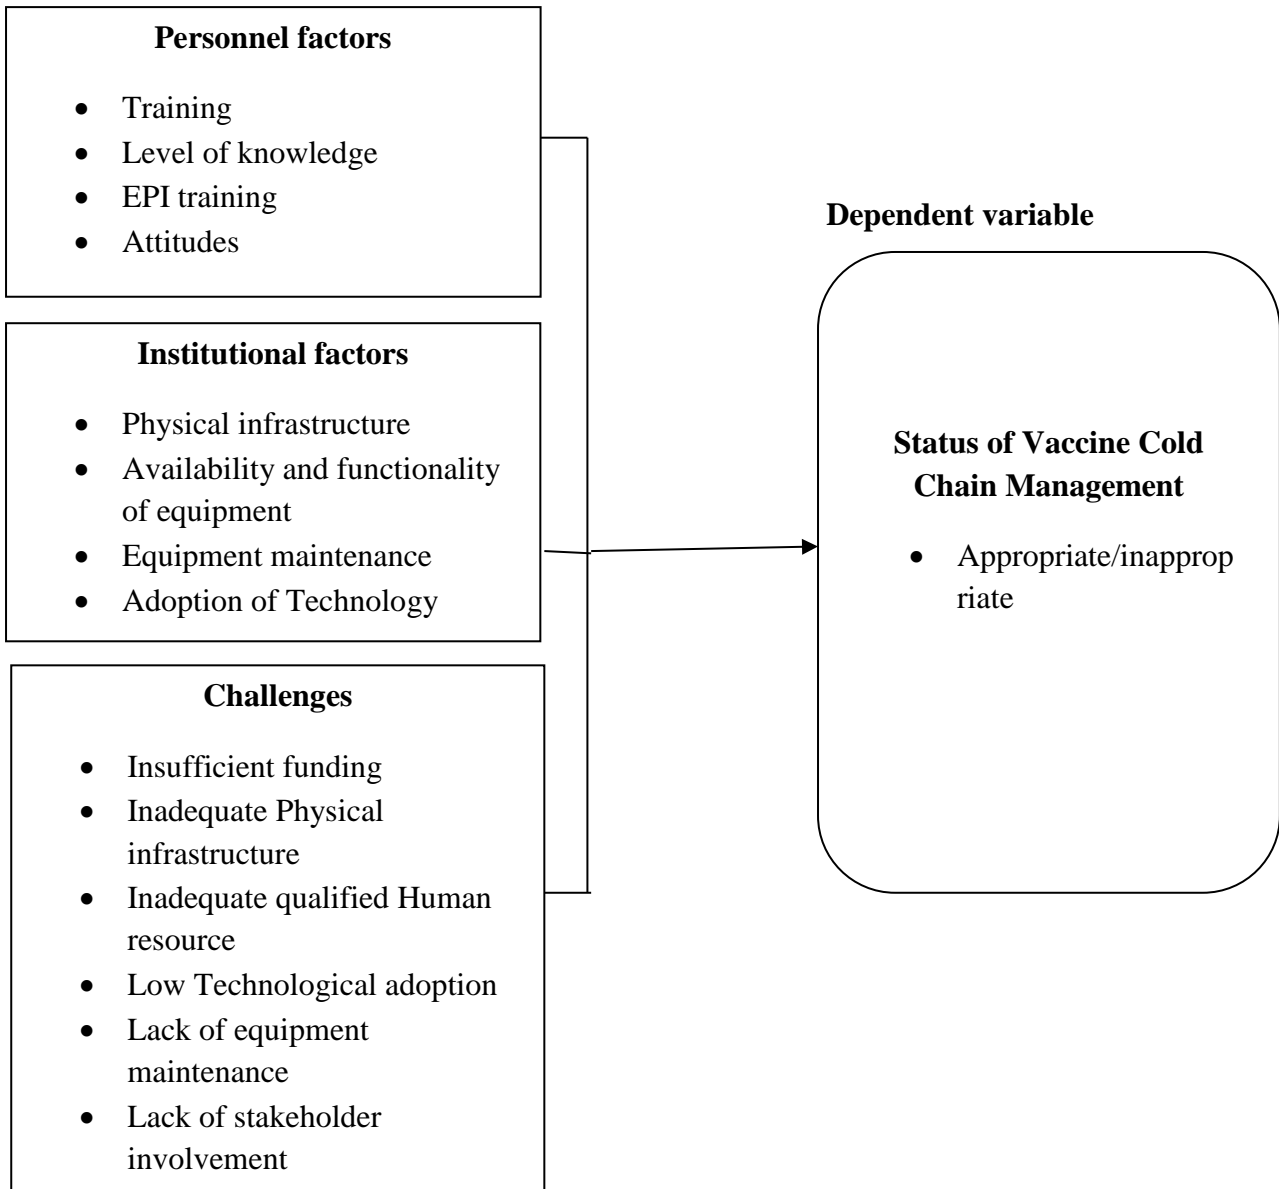 Personnel factors
• Training
• Level of knowledge
• EPI training
• Attitudes
Institutional factors
• Physical infrastructure
• Availability and functionality
of equipment
• Equipment maintenance
• Adoption of Technology
Challenges
• Insufficient funding
• Inadequate Physical
infrastructure
• Inadequate qualified Human
resource
• Low Technological adoption
• Lack of equipment
maintenance
• Lack of stakeholder
involvement
Dependent variable
Status of Vaccine Cold
Chain Management
• Appropriate/inapprop
riate